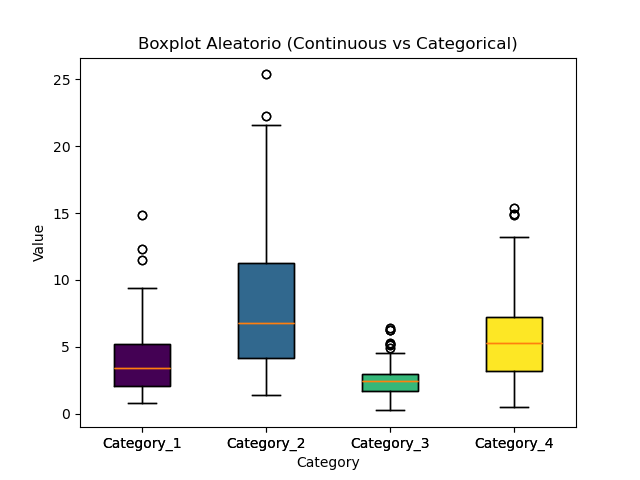 Boxplot Aleatorio (Continuous vs Categorical)
25
20
15
10
5
0
Value
Category_1 Category_2 Category_3 Category_4
Category